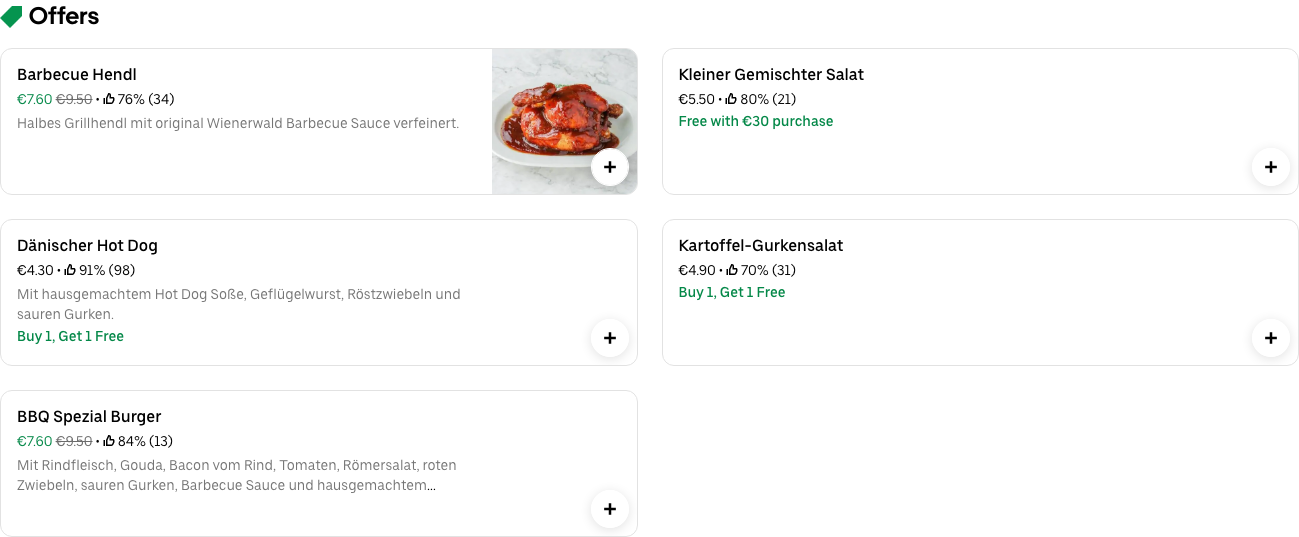 Offers
Barbecue Hendl
€7.60 €9.50 • 76% (34)
Halbes Grillhendl mit original Wienerwald Barbecue Sauce verfeinert.
Kleiner Gemischter Salat
€5.50 • 80% (21)
Free with €30 purchase
Dänischer Hot Dog
€4.30 • 91% (98)
Mit hausgemachtem Hot Dog Soße, Geflügelwurst, Röstzwiebeln und
sauren Gurken.
Buy 1, Get 1 Free
Kartoffel-Gurkensalat
€4.90 • 70% (31)
Buy 1, Get 1 Free
BBQ Spezial Burger
€7.60 €9.50 • 84% (13)
Mit Rindfleisch, Gouda, Bacon vom Rind, Tomaten, Römersalat, roten
Zwiebeln, sauren Gurken, Barbecue Sauce und hausgemachtem...